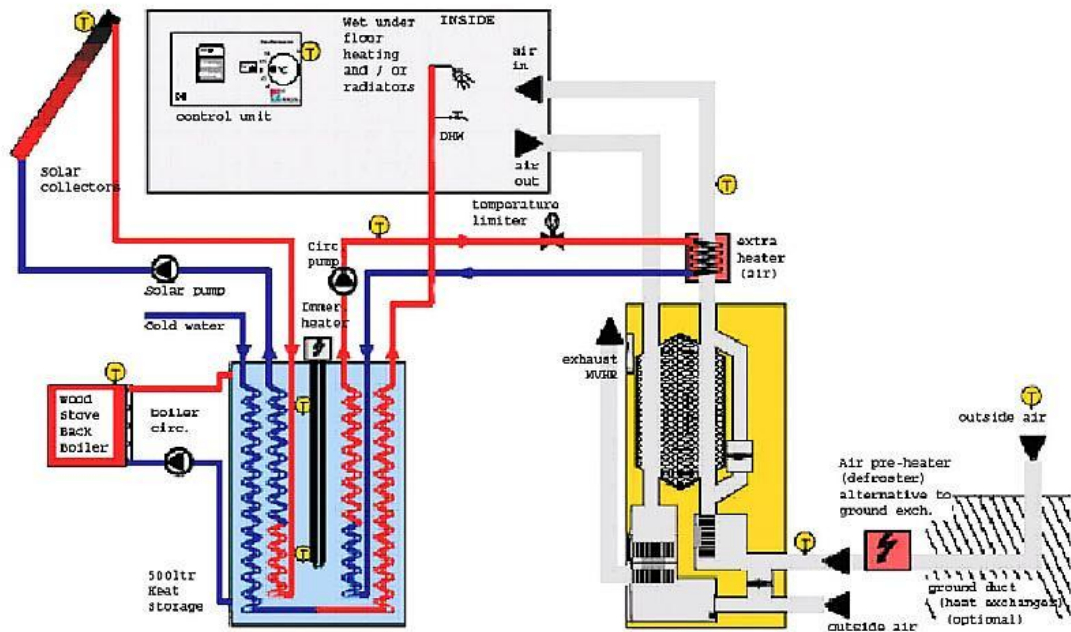 T
Wet under
floor
heating
and / or
radiators
INSIDE
air
in
T
°C
control unit
DHW
air
out
Solar
collectors
T
temperature
limiter
T
Circ.
pump
extra
heater
(air)
Solar pump
Immer.
heater
Cold water
exhaust
MVHR
T
Wood
Stove
Back
Boiler
boiler
circ.
T
T
outside air
Air pre-heater
(defroster)
alternative to
ground exch.
T
T
500ltr
Heat
storage
ground duct
(heat exchanger)
(optional)
outside air